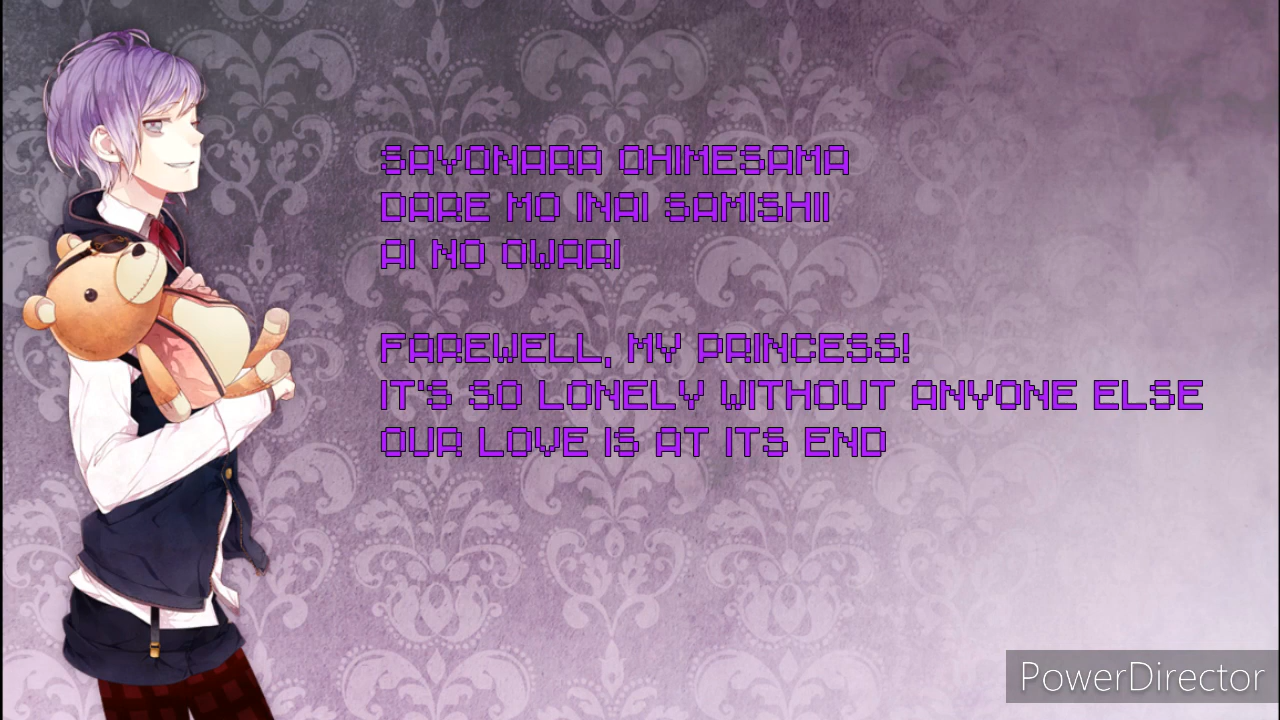 SAYONARA OHIMESAMA
DARE MO INAI SAMISHII
AI NO OWARI
FAREWELL, MY PRINCESS!
IT'S SO LONELY WITHOUT ANYONE ELSE
OUR LOVE IS AT ITS END
PowerDirector